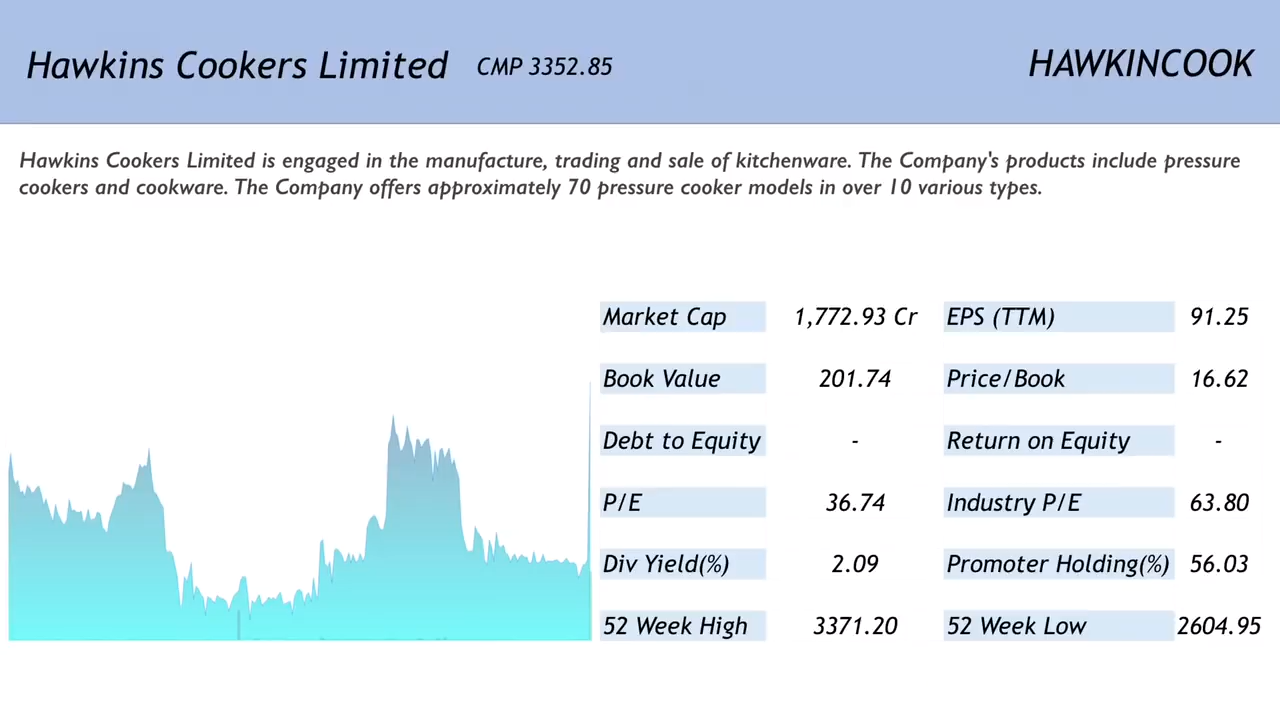 Hawkins Cookers Limited CMP 3352.85 HAWKINCOOK
Hawkins Cookers Limited is engaged in the manufacture, trading and sale of kitchenware. The Company's products include pressure
cookers and cookware. The Company offers approximately 70 pressure cooker models in over 10 various types.
Market Cap 1,772.93 Cr EPS (TTM) 91.25
Book Value 201.74 Price/Book 16.62
Debt to Equity - Return on Equity -
P/E 36.74 Industry P/E 63.80
Div Yield(%) 2.09 Promoter Holding(%) 56.03
52 Week High 3371.20 52 Week Low 2604.95